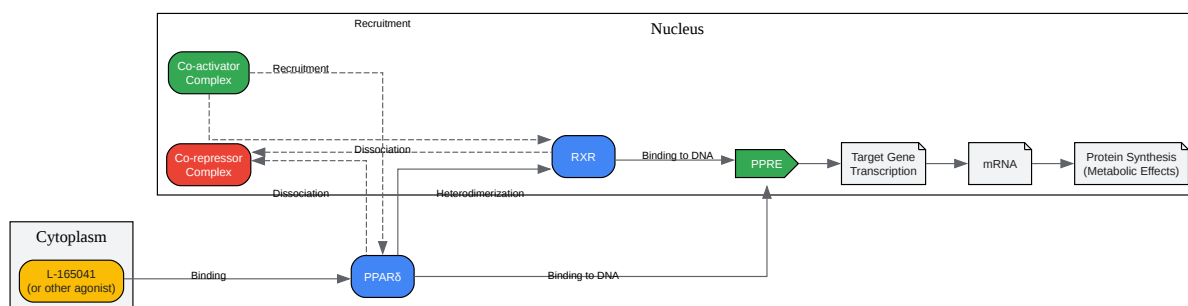 Recruitment
Nucleus
Co-activator
Complex
Recruitment
Co-repressor
Complex
Dissociation
RXR
Binding to DNA
PPRE
Target Gene
Transcription
mRNA
Protein Synthesis
(Metabolic Effects)
Dissociation
Heterodimerization
Cytoplasm
L-165041
(or other agonist)
Binding
PPARδ
Binding to DNA